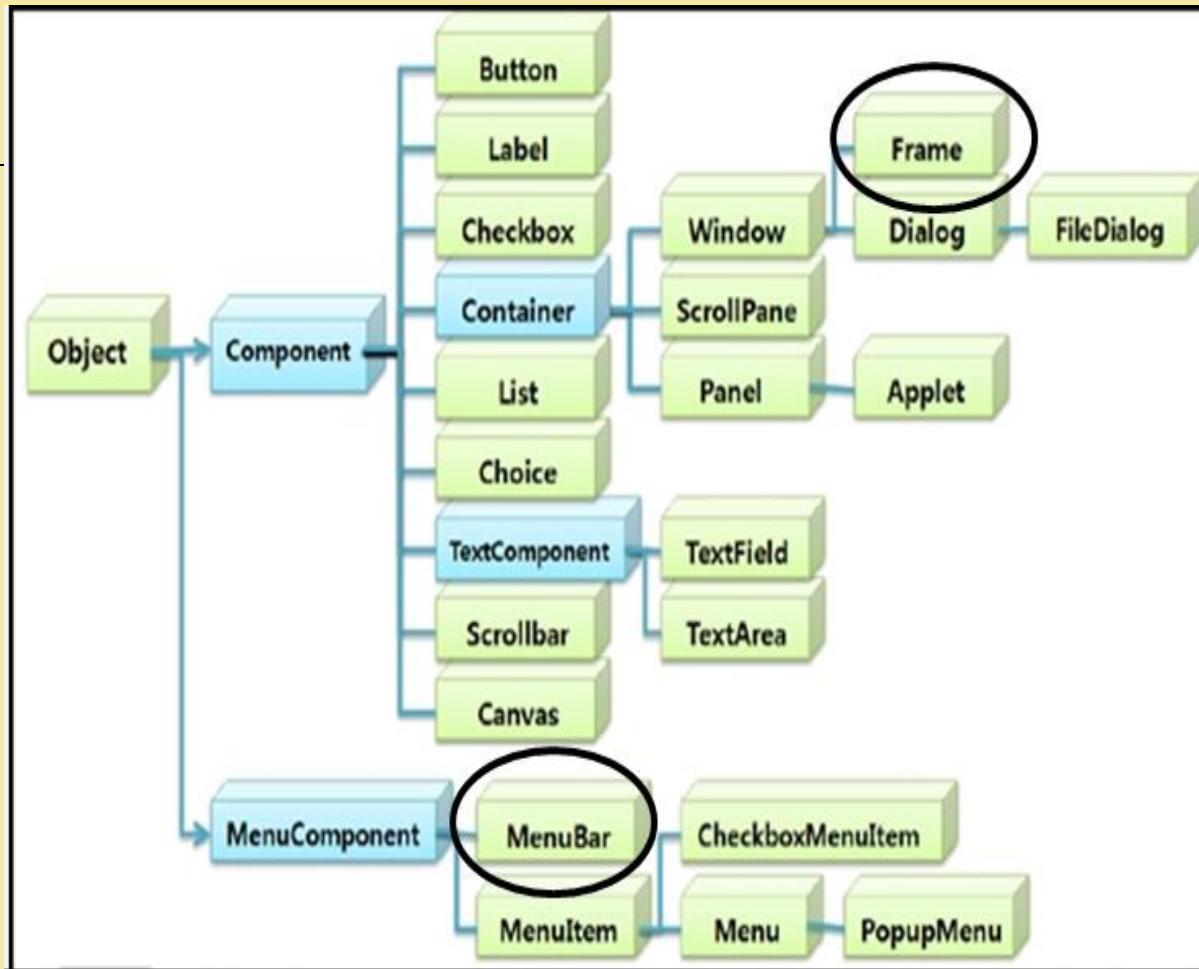 Button
Label
Frame
Checkbox
Window
Dialog
FileDialog
Container
ScrollPane
Object
Component
List
Panel
Applet
Choice
TextComponent
TextField
Scrollbar
TextArea
Canvas
MenuComponent
MenuBar
CheckboxMenuItem
MenuItem
Menu
PopupMenu